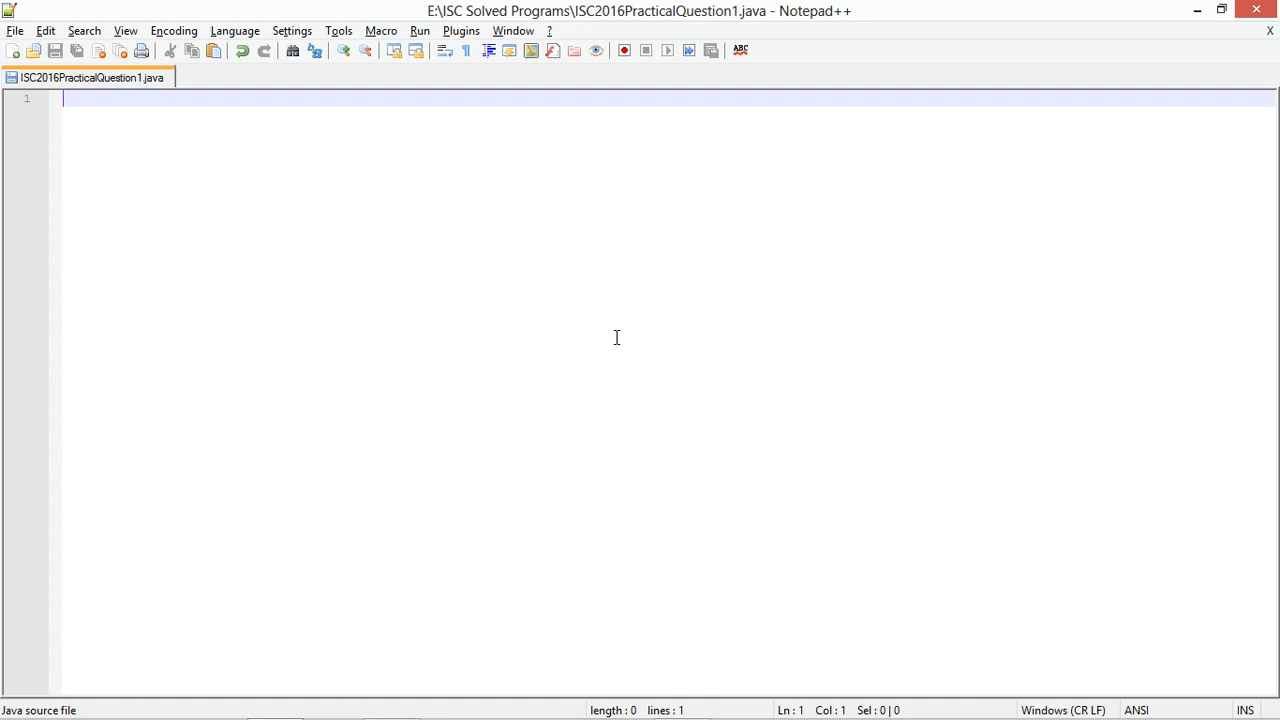 E:\ISC Solved Programs\ISC2016PracticalQuestion1.java - Notepad++
File Edit Search View Encoding Language Settings Tools Macro Run Plugins Window ? X
ABC
ISC2016PracticalQuestion1.java
1
Java source file length : 0 lines : 1 Ln : 1 Col : 1 Sel : 0 | 0 Windows (CR LF) ANSI INS